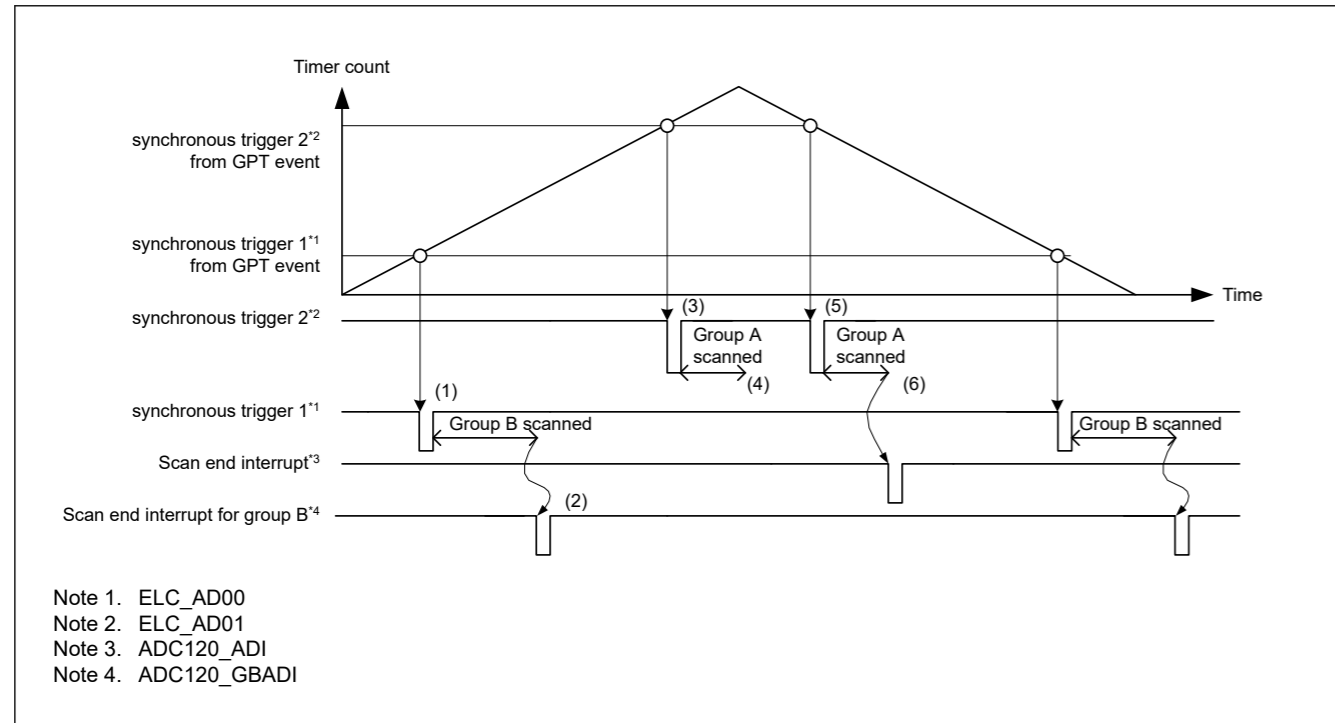 Timer count
synchronous trigger 2*2
from GPT event
synchronous trigger 1*1
from GPT event
Time
synchronous trigger 2*2
(3)
(5)
Group A
scanned
Group A
scanned
(4)
(6)
synchronous trigger 1*1
(1)
Group B scanned
Group B scanned
Scan end interrupt*3
Scan end interrupt for group B*4
(2)
Note 1. ELC_AD00
Note 2. ELC_AD01
Note 3. ADC120_ADI
Note 4. ADC120_GBADI